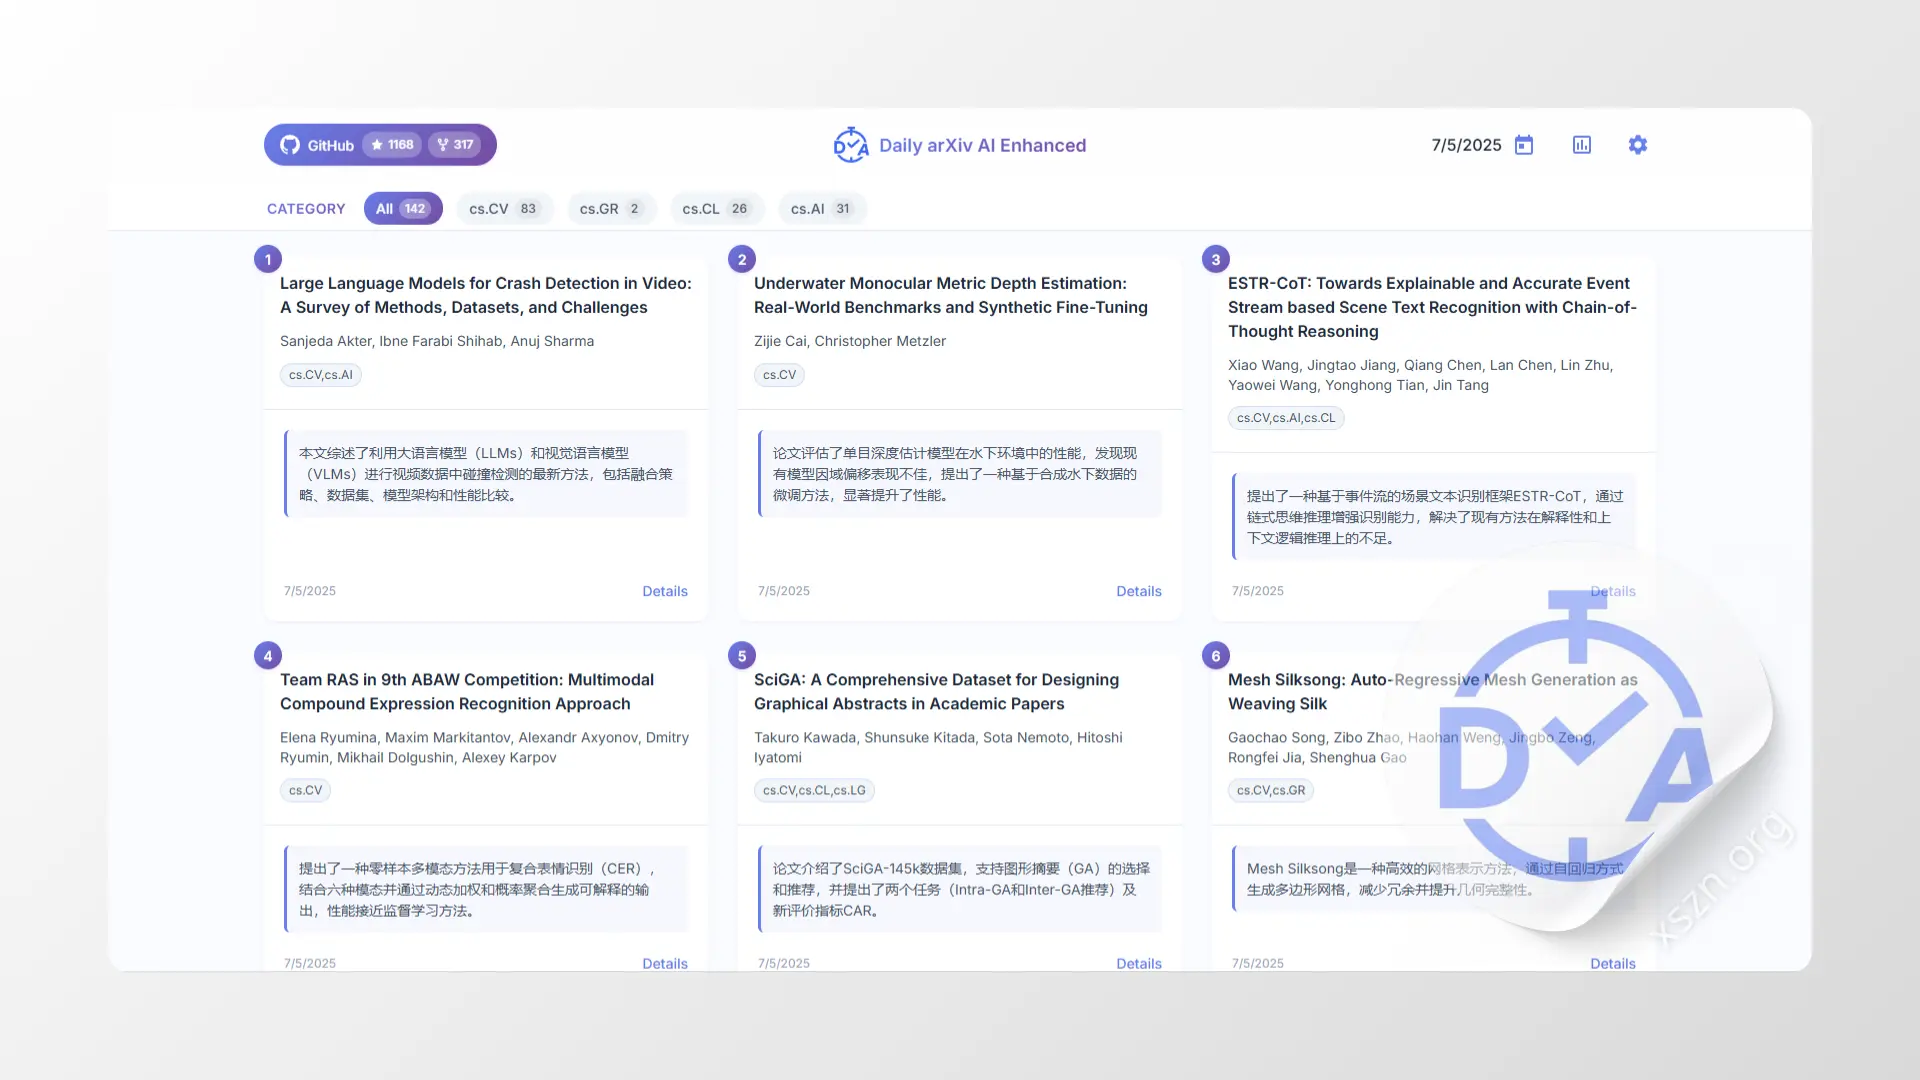 GitHub 1168 317
Daily arXiv AI Enhanced
7/5/2025
CATEGORY All 142 cs.CV 83 cs.GR 2 cs.CL 26 cs.AI 31
1
Large Language Models for Crash Detection in Video:
A Survey of Methods, Datasets, and Challenges
Sanjeda Akter, Ibne Farabi Shihab, Anuj Sharma
cs.CV,cs.AI
本文综述了利用大语言模型（LLMs）和视觉语言模型
（VLMs）进行视频数据中碰撞检测的最新方法，包括融合策
略、数据集、模型架构和性能比较。
7/5/2025 Details
2
Underwater Monocular Metric Depth Estimation:
Real-World Benchmarks and Synthetic Fine-Tuning
Zijie Cai, Christopher Metzler
cs.CV
论文评估了单目深度估计模型在水下环境中的性能，发现现
有模型因域偏移表现不佳，提出了一种基于合成水下数据的
微调方法，显著提升了性能。
7/5/2025 Details
3
ESTR-CoT: Towards Explainable and Accurate Event
Stream based Scene Text Recognition with Chain-of-
Thought Reasoning
Xiao Wang, Jingtao Jiang, Qiang Chen, Lan Chen, Lin Zhu,
Yaowei Wang, Yonghong Tian, Jin Tang
cs.CV,cs.AI,cs.CL
提出了一种基于事件流的场景文本识别框架ESTR-CoT，通过
链式思维推理增强识别能力，解决了现有方法在解释性和上
下文逻辑推理上的不足。
7/5/2025 Details
4
Team RAS in 9th ABAW Competition: Multimodal
Compound Expression Recognition Approach
Elena Ryumina, Maxim Markitantov, Alexandr Axyonov, Dmitry
Ryumin, Mikhail Dolgushin, Alexey Karpov
cs.CV
提出了一种零样本多模态方法用于复合表情识别（CER），
结合六种模态并通过动态加权和概率聚合生成可解释的输
出，性能接近监督学习方法。
7/5/2025 Details
5
SciGA: A Comprehensive Dataset for Designing
Graphical Abstracts in Academic Papers
Takuro Kawada, Shunsuke Kitada, Sota Nemoto, Hitoshi
Iyatomi
cs.CV,cs.CL,cs.LG
论文介绍了SciGA-145k数据集，支持图形摘要（GA）的选择
和推荐，并提出了两个任务（Intra-GA和Inter-GA推荐）及
新评价指标CAR。
7/5/2025 Details
6
Mesh Silksong: Auto-Regressive Mesh Generation as
Weaving Silk
Gaochao Song, Zibo Zhao, Haohan Weng, Jingbo Zeng,
Rongfei Jia, Shenghua Gao
cs.CV,cs.GR
Mesh Silksong是一种高效的网格表示方法，通过自回归方式
生成多边形网格，减少冗余并提升几何完整性。
7/5/2025 Details
D A
xszn.org